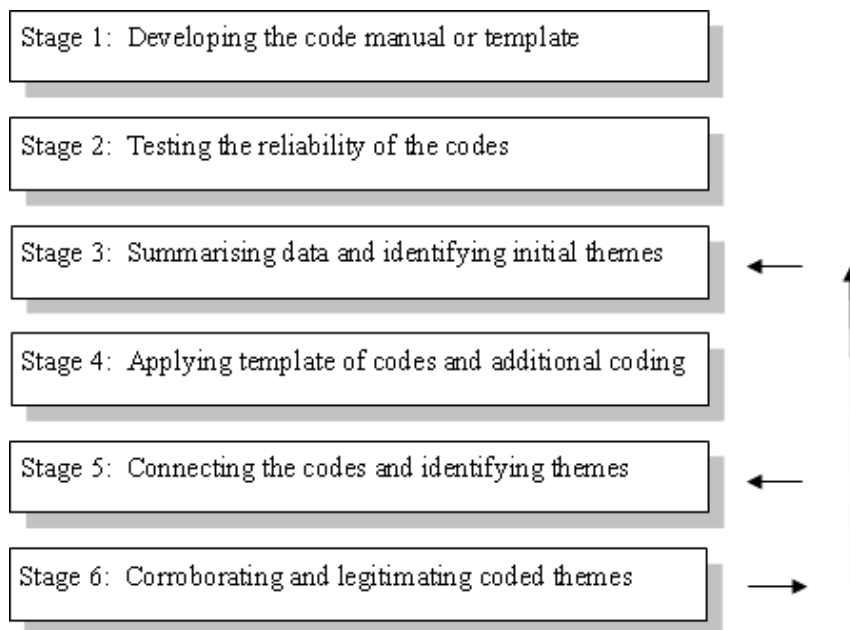 Stage 1: Developing the code manual or template
Stage 2: Testing the reliability of the codes
Stage 3: Summarising data and identifying initial themes
Stage 4: Applying template of codes and additional coding
Stage 5: Connecting the codes and identifying themes
Stage 6: Corroborating and legitimating coded themes